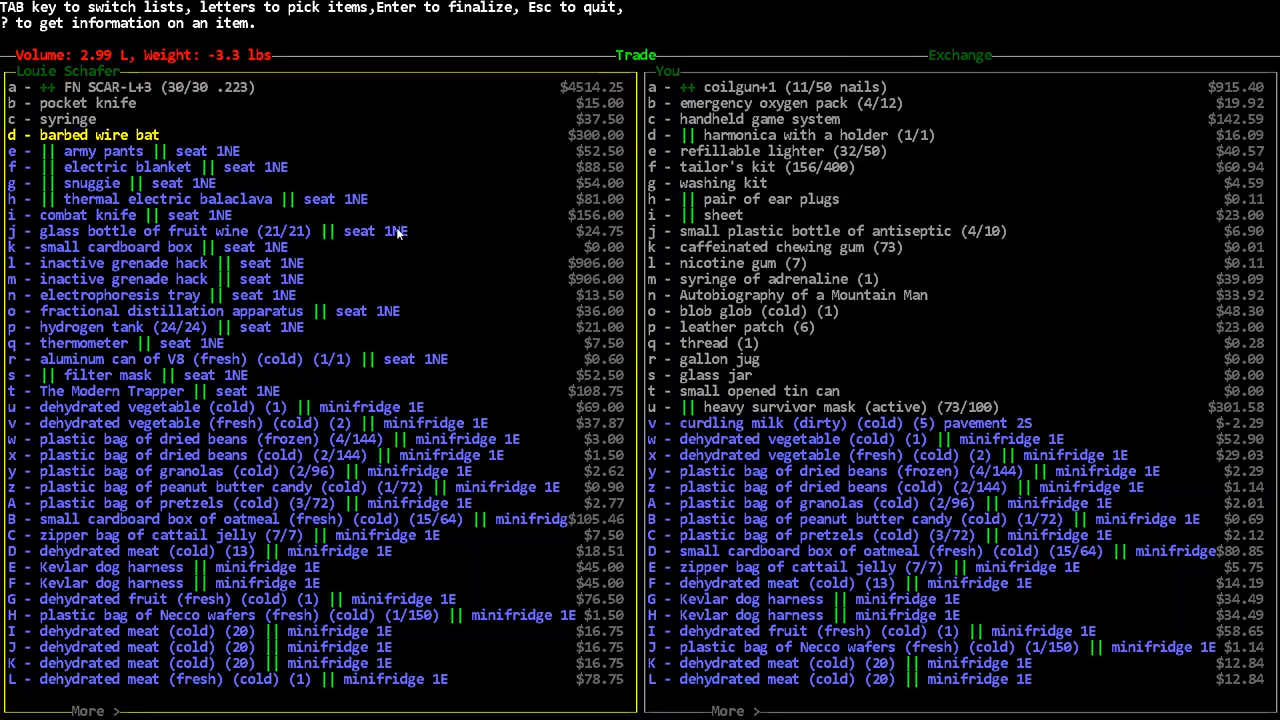 TAB key to switch lists, letters to pick items,Enter to finalize, Esc to quit,
? to get information on an item.
Volume: 2.99 L, Weight: -3.3 lbs
Trade
Exchange
Louie Schafer
a - ++ FN SCAR-L+3 (30/30 .223) $4514.25
b - pocket knife $15.00
c - syringe $37.50
d - barbed wire bat $300.00
e - || army pants || seat 1NE $52.50
f - || electric blanket || seat 1NE $88.50
g - || snuggie || seat 1NE $54.00
h - || thermal electric balaclava || seat 1NE $81.00
i - combat knife || seat 1NE $156.00
j - glass bottle of fruit wine (21/21) || seat 1NE $24.75
k - small cardboard box || seat 1NE $0.00
l - inactive grenade hack || seat 1NE $906.00
m - inactive grenade hack || seat 1NE $906.00
n - electrophoresis tray || seat 1NE $13.50
o - fractional distillation apparatus || seat 1NE $36.00
p - hydrogen tank (24/24) || seat 1NE $21.00
q - thermometer || seat 1NE $7.50
r - aluminum can of V8 (fresh) (cold) (1/1) || seat 1NE $0.60
s - || filter mask || seat 1NE $52.50
t - The Modern Trapper || seat 1NE $108.75
u - dehydrated vegetable (cold) (1) || minifridge 1E $69.00
v - dehydrated vegetable (fresh) (cold) (2) || minifridge 1E $37.87
w - plastic bag of dried beans (frozen) (4/144) || minifridge 1E $3.00
x - plastic bag of dried beans (2/144) || minifridge 1E $1.50
y - plastic bag of granolas (cold) (2/96) || minifridge 1E $2.62
z - plastic bag of peanut butter candy (cold) (1/72) || minifridge 1E $0.90
A - plastic bag of pretzels (cold) (3/72) || minifridge 1E $2.77
B - small cardboard box of oatmeal (fresh) (cold) (15/64) || minifridg$105.46
C - zipper bag of cattail jelly (7/7) || minifridge 1E $7.50
D - dehydrated meat (cold) (13) || minifridge 1E $18.51
E - Kevlar dog harness || minifridge 1E $45.00
F - Kevlar dog harness || minifridge 1E $45.00
G - dehydrated fruit (fresh) (cold) (1) || minifridge 1E $76.50
H - plastic bag of Necco wafers (fresh) (cold) (1/150) || minifridge 1E $1.50
I - dehydrated meat (cold) (20) || minifridge 1E $16.75
J - dehydrated meat (cold) (20) || minifridge 1E $16.75
K - dehydrated meat (cold) (20) || minifridge 1E $16.75
L - dehydrated meat (fresh) (cold) (1) || minifridge 1E $78.75
More >
You
a - ++ coilgun+1 (11/50 nails) $915.40
b - emergency oxygen pack (4/12) $19.92
c - handheld game system $142.59
d - || harmonica with a holder (1/1) $16.09
e - refillable lighter (32/50) $40.57
f - tailor's kit (156/400) $60.94
g - washing kit $4.59
h - || pair of ear plugs $0.11
i - || sheet $23.00
j - small plastic bottle of antiseptic (4/10) $6.90
k - caffeinated chewing gum (73) $0.01
l - nicotine gum (7) $0.11
m - syringe of adrenaline (1) $39.09
n - Autobiography of a Mountain Man $33.92
o - blob glob (cold) (1) $48.30
p - leather patch (6) $23.00
q - thread (1) $0.28
r - gallon jug $0.00
s - glass jar $0.00
t - small opened tin can $0.00
u - || heavy survivor mask (active) (73/100) $301.58
v - curdling milk (dirty) (cold) (5) pavement 2S $-2.29
w - dehydrated vegetable (cold) (1) || minifridge 1E $52.90
x - dehydrated vegetable (fresh) (cold) (2) || minifridge 1E $29.03
y - plastic bag of dried beans (frozen) (4/144) || minifridge 1E $2.29
z - plastic bag of dried beans (2/144) || minifridge 1E $1.14
A - plastic bag of granolas (cold) (2/96) || minifridge 1E $2.01
B - plastic bag of peanut butter candy (cold) (1/72) || minifridge 1E $0.69
C - plastic bag of pretzels (cold) (3/72) || minifridge 1E $2.12
D - small cardboard box of oatmeal (fresh) (cold) (15/64) || minifridge$80.85
E - zipper bag of cattail jelly (7/7) || minifridge 1E $5.75
F - dehydrated meat (cold) (13) || minifridge 1E $14.19
G - Kevlar dog harness || minifridge 1E $34.49
H - Kevlar dog harness || minifridge 1E $34.49
I - dehydrated fruit (fresh) (cold) (1) || minifridge 1E $58.65
J - plastic bag of Necco wafers (fresh) (cold) (1/150) || minifridge 1E $1.14
K - dehydrated meat (cold) (20) || minifridge 1E $12.84
L - dehydrated meat (cold) (20) || minifridge 1E $12.84
More >